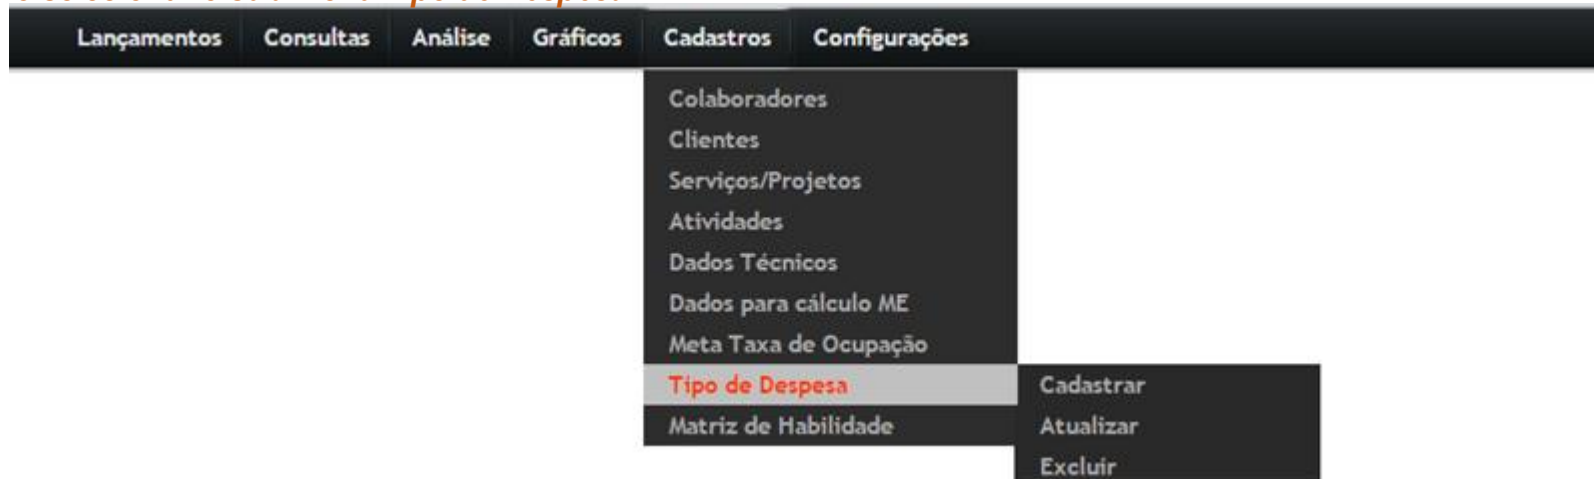 Lançamentos Consultas Análise Gráficos Cadastros Configurações
Colaboradores
Clientes
Serviços/Projetos
Atividades
Dados Técnicos
Dados para cálculo ME
Meta Taxa de Ocupação
Tipo de Despesa Cadastrar
Matriz de Habilidade Atualizar
Excluir